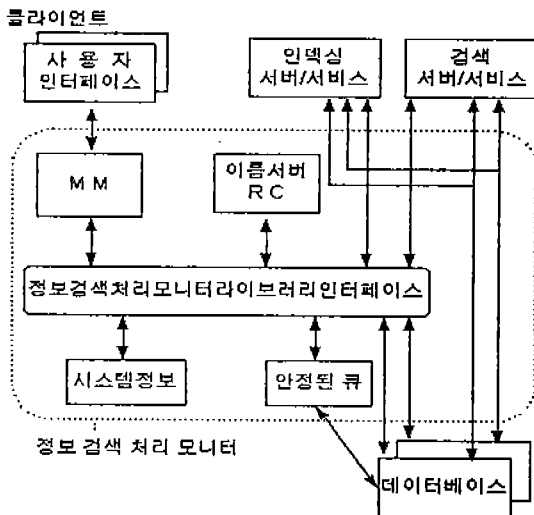 클라이언트
사 용 자
인터페이스
인덱싱
서버/서비스
검색
서버/서비스
M M
이름서버
R C
정보검색처리모니터라이브러리인터페이스
시스템정보
안정된 큐
정보 검색 처리 모니터
데이터베이스